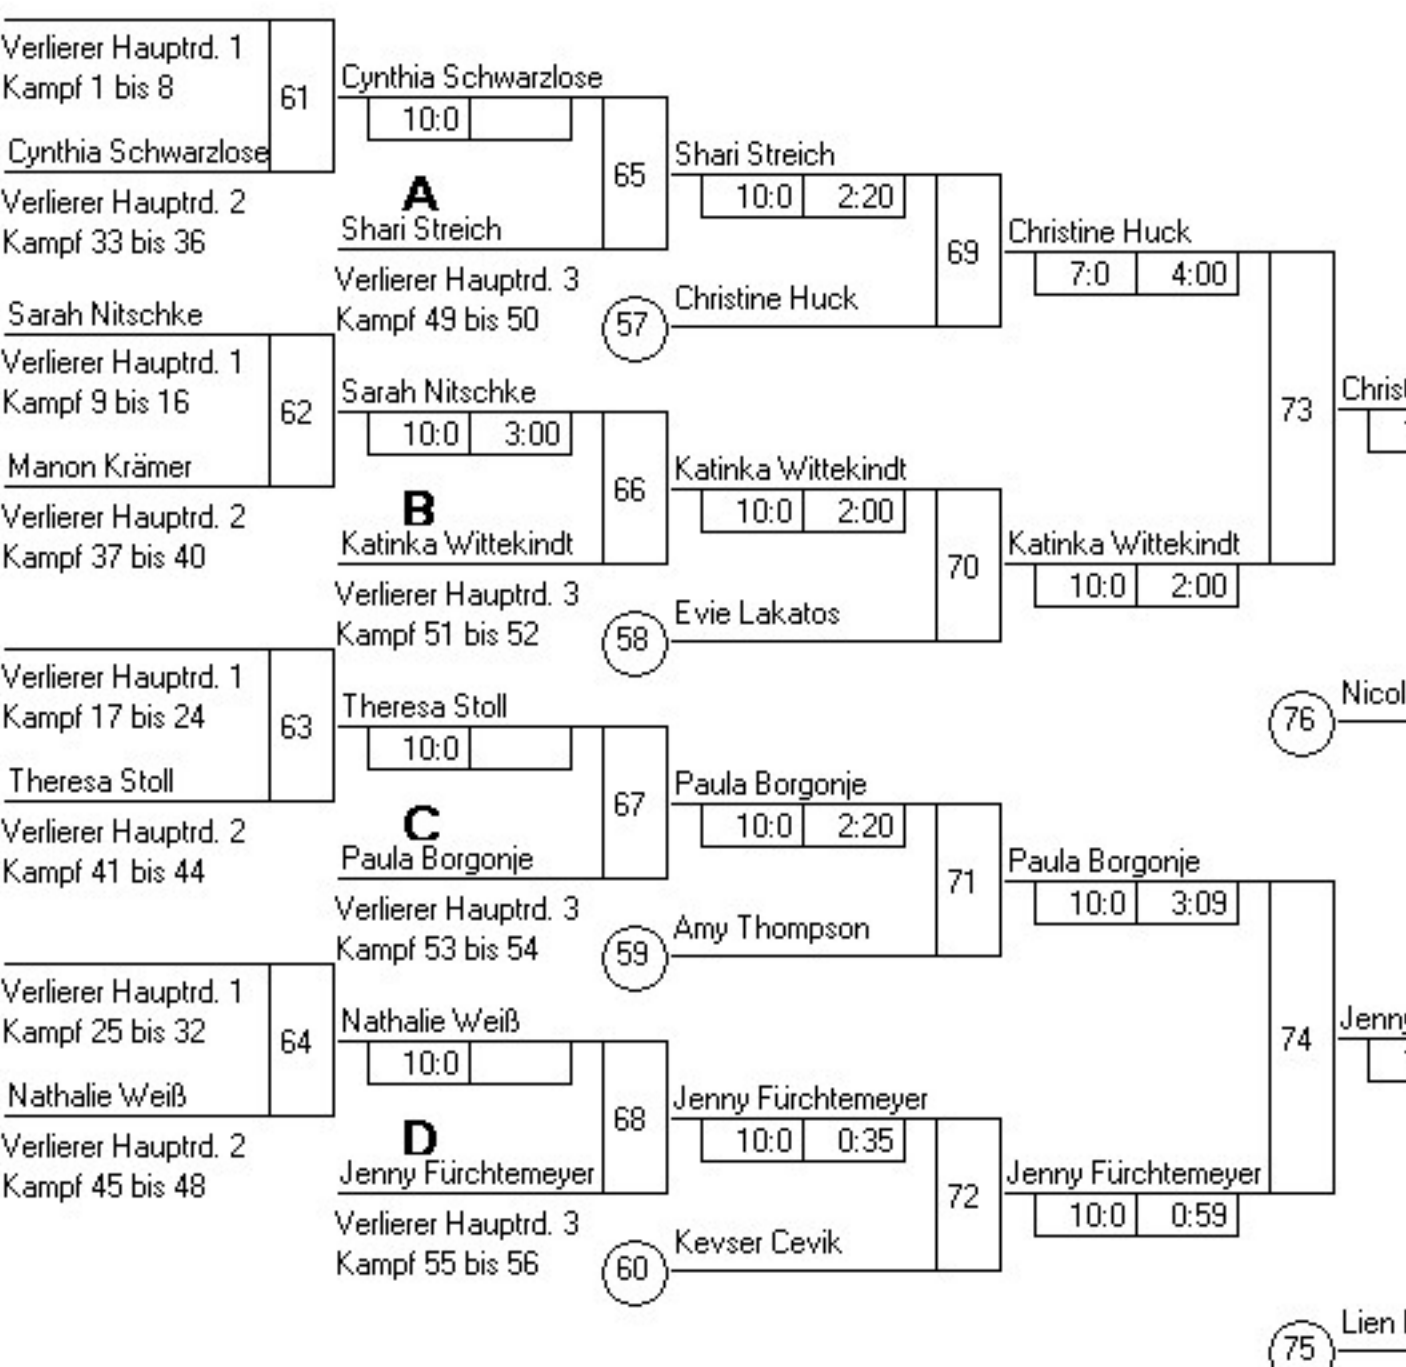 Verlierer Hauptrd. 1
Kampf 1 bis 8
61
Cynthia Schwarzlose
Verlierer Hauptrd. 2
Kampf 33 bis 36
Sarah Nitschke
Verlierer Hauptrd. 1
Kampf 9 bis 16
62
Manon Krämer
Verlierer Hauptrd. 2
Kampf 37 bis 40
Verlierer Hauptrd. 1
Kampf 17 bis 24
63
Theresa Stoll
Verlierer Hauptrd. 2
Kampf 41 bis 44
Verlierer Hauptrd. 1
Kampf 25 bis 32
64
Nathalie Weiß
Verlierer Hauptrd. 2
Kampf 45 bis 48
Cynthia Schwarzlose
10:0
A
65
Shari Streich
Verlierer Hauptrd. 3
Kampf 49 bis 50
Sarah Nitschke
10:0 3:00
B
66
Katinka Wittekindt
Verlierer Hauptrd. 3
Kampf 51 bis 52
Theresa Stoll
10:0
C
67
Paula Borgonje
Verlierer Hauptrd. 3
Kampf 53 bis 54
Nathalie Weiß
10:0
D
68
Jenny Fürchtemeyer
Verlierer Hauptrd. 3
Kampf 55 bis 56
Shari Streich
10:0 2:20
69
57 Christine Huck
Katinka Wittekindt
10:0 2:00
70
58 Evie Lakatos
Paula Borgonje
10:0 2:20
71
59 Amy Thompson
Jenny Fürchtemeyer
10:0 0:35
72
60 Kevser Cevik
Christine Huck
7:0 4:00
73
Katinka Wittekindt
10:0 2:00
Paula Borgonje
10:0 3:09
74
Jenny Fürchtemeyer
10:0 0:59
Christ
76 Nicol
Jenny
75 Lien